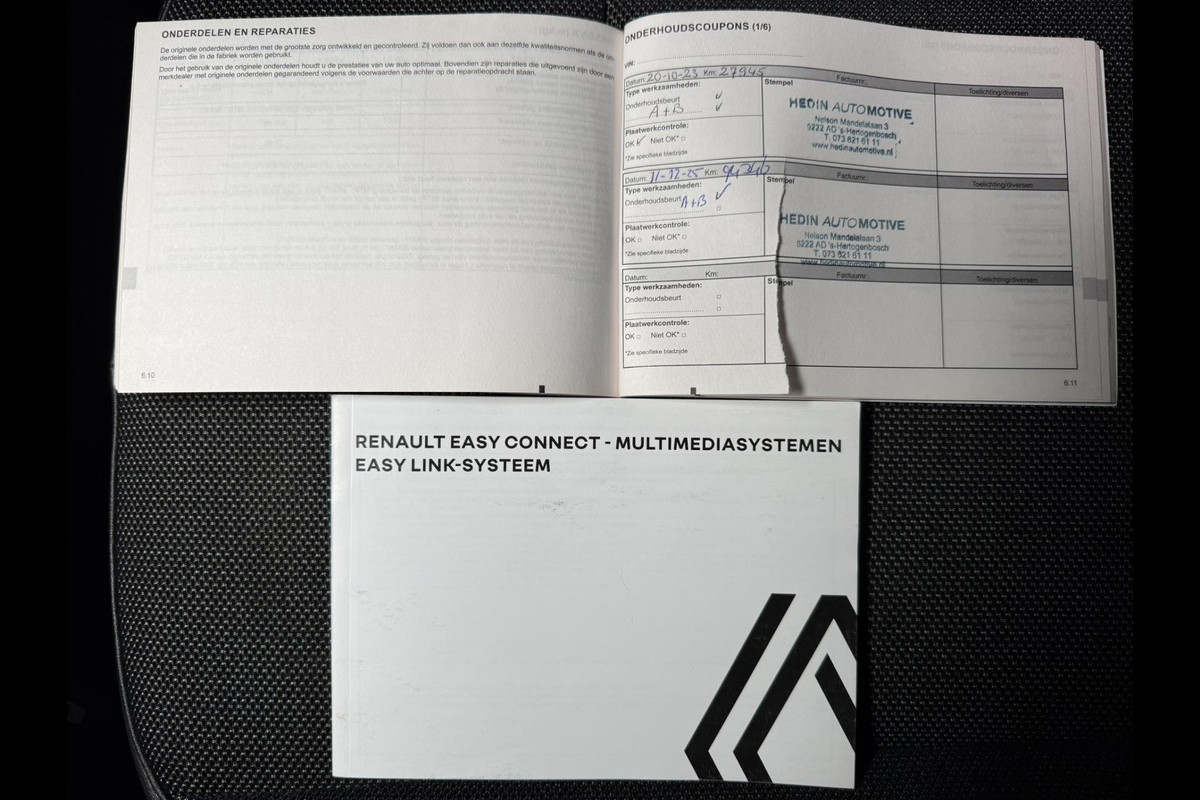 ONDERDELEN EN REPARATIES
De originele onderdelen worden met de grootste zorg ontwikkeld en gecontroleerd. Zij voldoen dan ook aan dezelfde kwaliteitsnormen als de on-
derdelen die in de fabriek worden gebruikt.
Door het gebruik van de originele onderdelen houdt u de prestaties van uw auto optimaal. Bovendien zijn reparaties die uitgevoerd zijn door een
merkdealer met originele onderdelen gegarandeerd volgens de voorwaarden die achter op de reparatieopdracht staan.
6.10
ONDERHOUDSCOUPONS (1/6)
VIN:
Datum: 20-10-23 Km: 27945 Factuurnr.:
Type werkzaamheden: Stempel Toelichting/diversen
Onderhoudsbeurt ✓
A+B ✓
Plaatwerkcontrole:
OK ✓ Niet OK* □
*Zie specifieke bladzijde
HEDIN AUTOMOTIVE
Nelson Mandelalaan 3
5222 AD 's-Hertogenbosch
T. 073 621 61 11
www.hedinautomotive.nl
Datum: 11-12-25 Km: Factuurnr.:
Type werkzaamheden: Stempel Toelichting/diversen
Onderhoudsbeurt A+B ✓
□
Plaatwerkcontrole:
OK □ Niet OK* □
*Zie specifieke bladzijde
HEDIN AUTOMOTIVE
Nelson Mandelalaan 3
5222 AD 's-Hertogenbosch
T. 073 621 61 11
www.hedinautomotive.nl
Datum: Km: Factuurnr.:
Type werkzaamheden: Stempel Toelichting/diversen
Onderhoudsbeurt □
□
Plaatwerkcontrole:
OK □ Niet OK* □
*Zie specifieke bladzijde
6.11
RENAULT EASY CONNECT - MULTIMEDIASYSTEMEN
EASY LINK-SYSTEEM